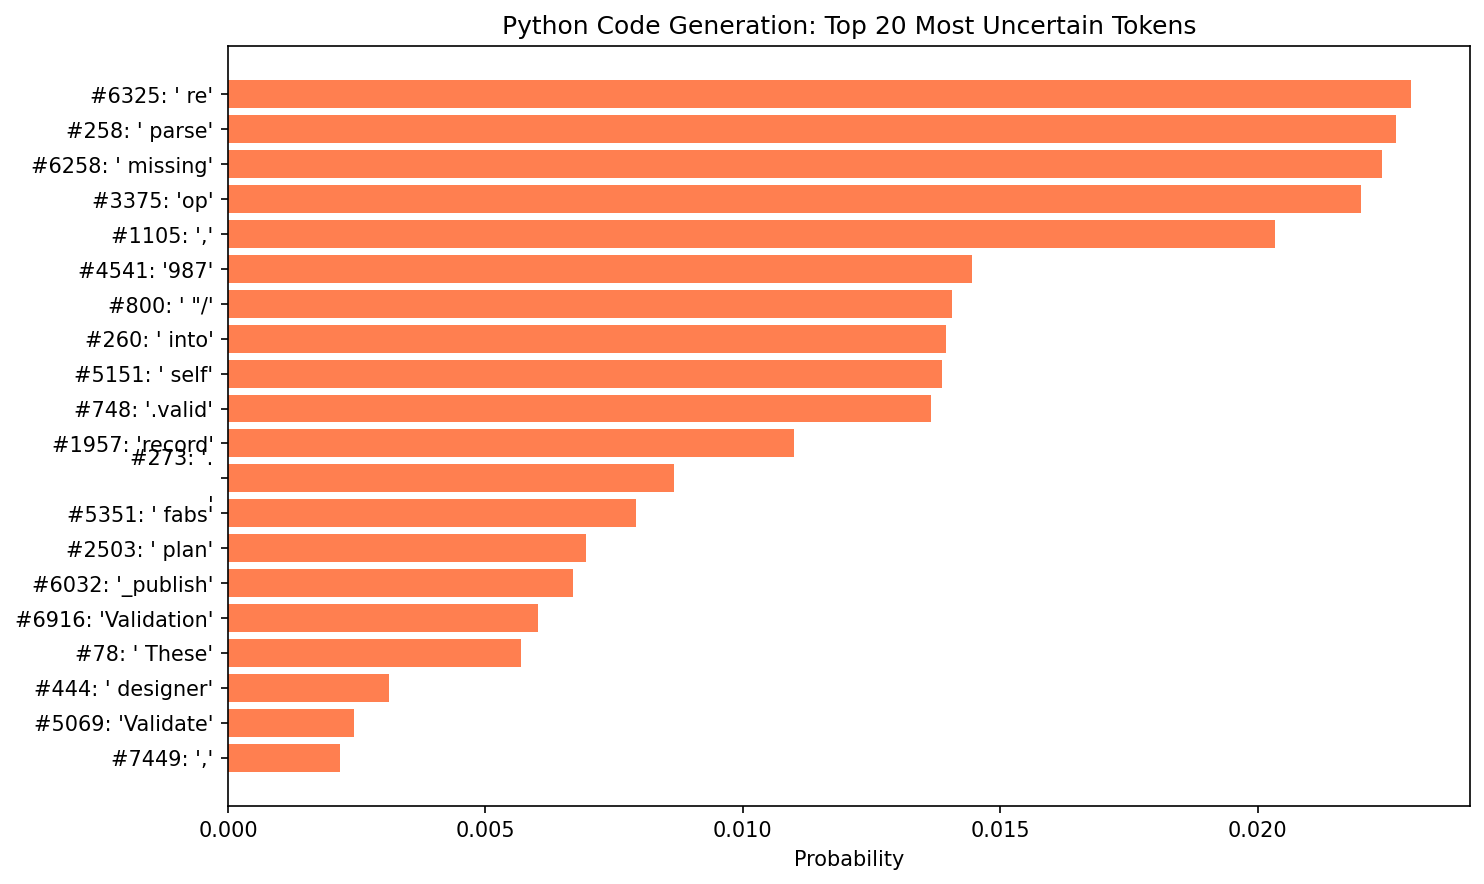 Python Code Generation: Top 20 Most Uncertain Tokens
#6325: ' re'
#258: ' parse'
#6258: ' missing'
#3375: 'op'
#1105: ','
#4541: '987'
#800: ' "/'
#260: ' into'
#5151: ' self'
#748: '.valid'
#1957: 'record'
#273: '.
'
#5351: ' fabs'
#2503: ' plan'
#6032: '_publish'
#6916: 'Validation'
#78: ' These'
#444: ' designer'
#5069: 'Validate'
#7449: ','
0.000 0.005 0.010 0.015 0.020
Probability